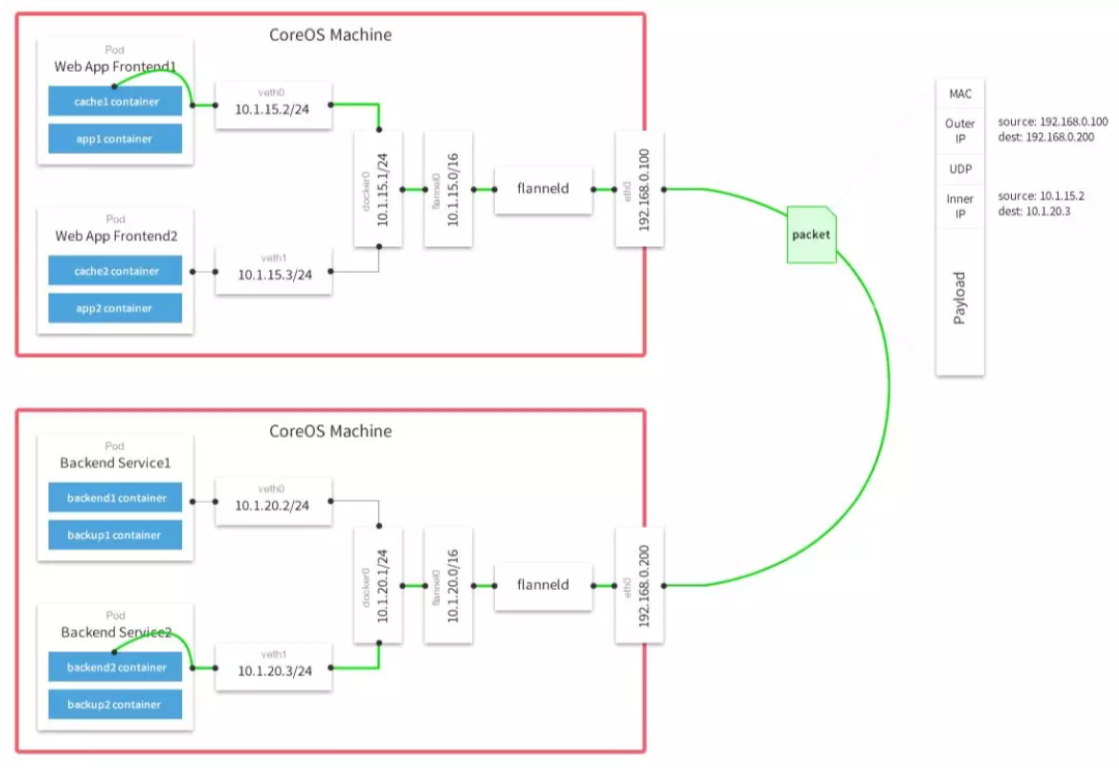 CoreOS Machine
Pod
Web App Frontend1
cache1 container
app1 container
veth0
10.1.15.2/24
Pod
Web App Frontend2
cache2 container
app2 container
veth1
10.1.15.3/24
docker0
10.1.15.1/24
flannel0
10.1.15.0/16
flanneld
eth0
192.168.0.100
packet
MAC
Outer
IP
source: 192.168.0.100
dest: 192.168.0.200
UDP
Inner
IP
source: 10.1.15.2
dest: 10.1.20.3
Payload
CoreOS Machine
Pod
Backend Service1
backend1 container
backup1 container
veth0
10.1.20.2/24
Pod
Backend Service2
backend2 container
backup2 container
veth1
10.1.20.3/24
docker0
10.1.20.1/24
flannel0
10.1.20.0/16
flanneld
eth0
192.168.0.200